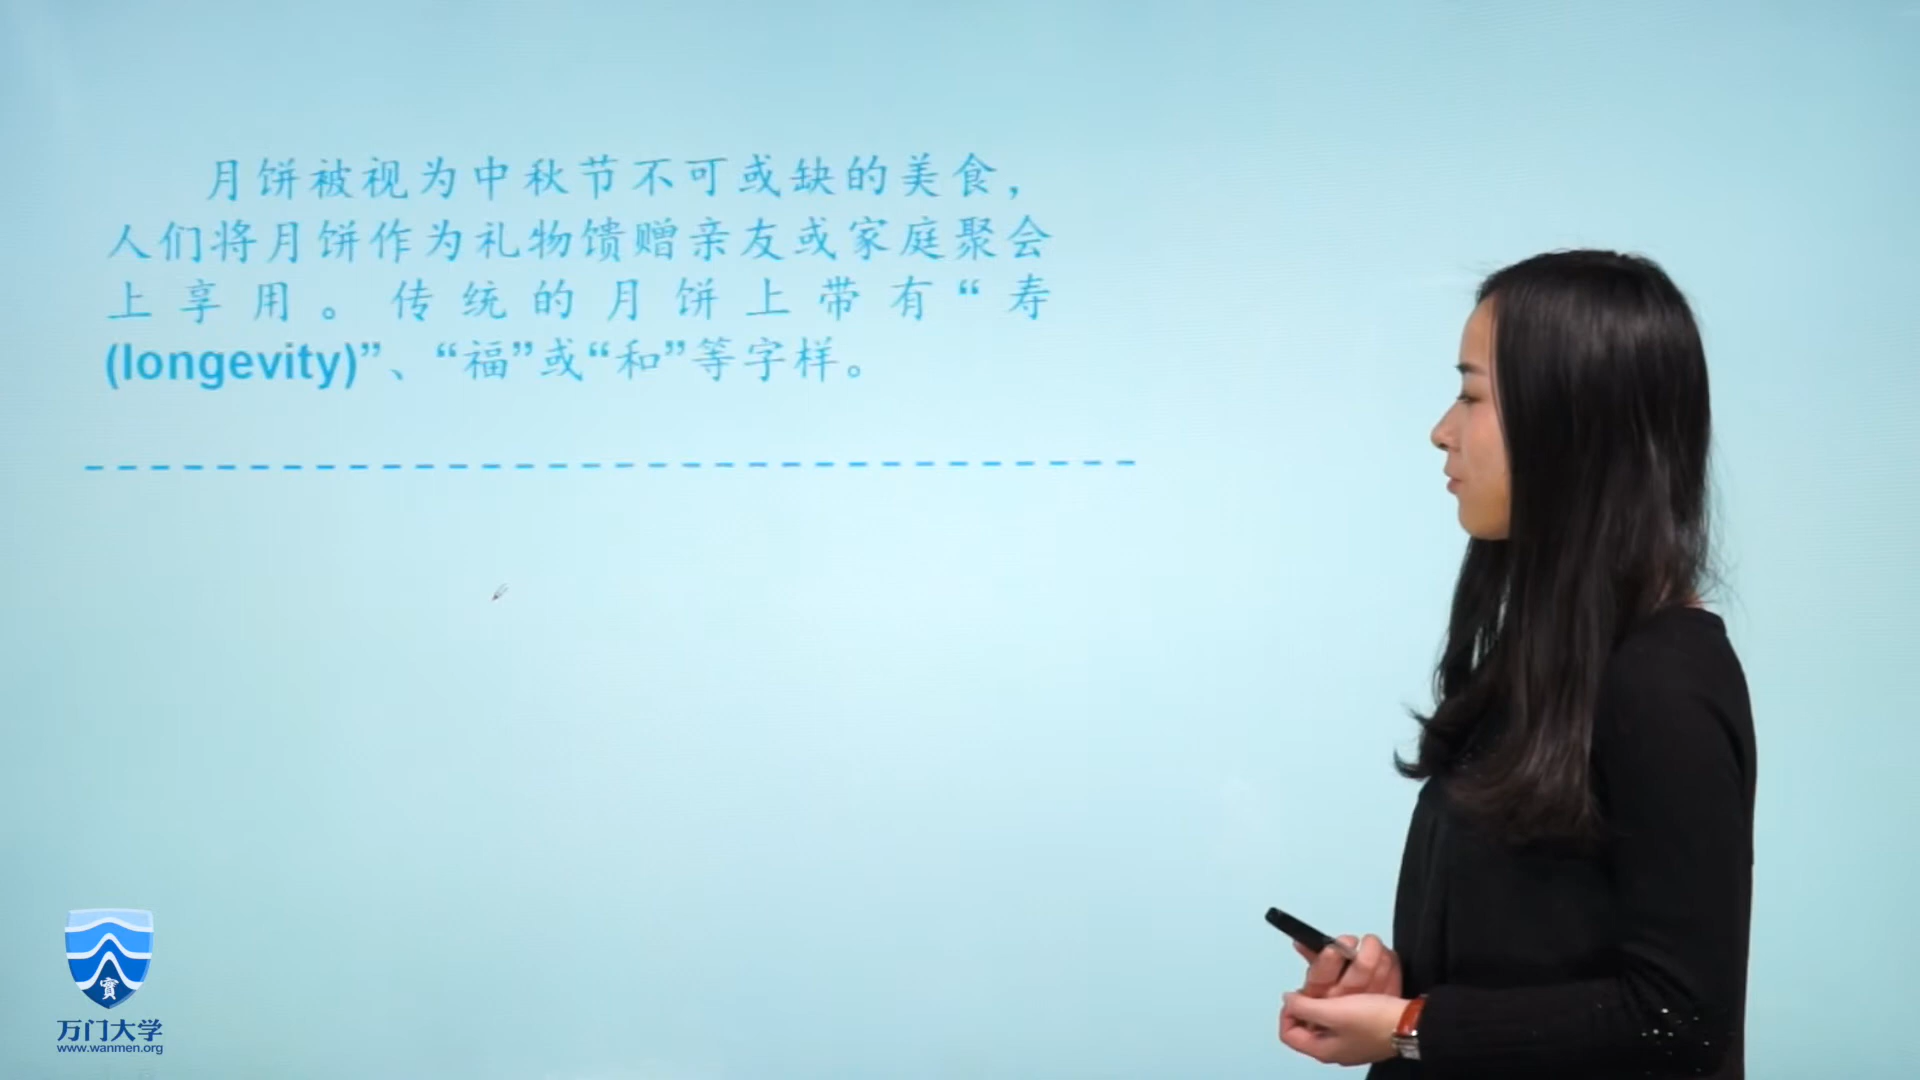 月饼被视为中秋节不可或缺的美食，
人们将月饼作为礼物馈赠亲友或家庭聚会
上享用。传统的月饼上带有“寿
(longevity)”、“福”或“和”等字样。
實
万门大学
www.wanmen.org